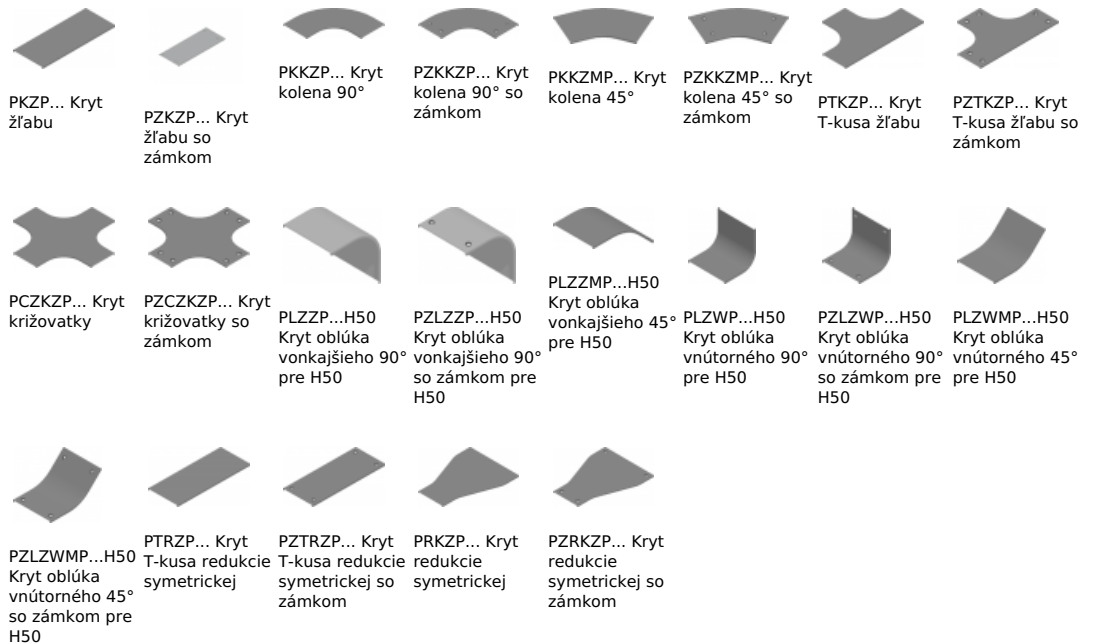 PKZP... Kryt
žľabu
PZKZP... Kryt
žľabu so
zámkom
PKKZP... Kryt
kolena 90°
PZKKZP... Kryt
kolena 90° so
zámkom
PKKZMP... Kryt
kolena 45°
PZKKZMP... Kryt
kolena 45° so
zámkom
PTKZP... Kryt
T-kusa žľabu
PZTKZP... Kryt
T-kusa žľabu so
zámkom
PCZKZP... Kryt
križovatky
PZCZKZP... Kryt
križovatky so
zámkom
PLZZP...H50
Kryt oblúka
vonkajšieho 90°
pre H50
PZLZZP...H50
Kryt oblúka
vonkajšieho 90°
so zámkom pre
H50
PLZZMP...H50
Kryt oblúka
vonkajšieho 45°
pre H50
PLZWP...H50
Kryt oblúka
vnútorného 90°
pre H50
PZLZWP...H50
Kryt oblúka
vnútorného 90°
so zámkom pre
H50
PLZWMP...H50
Kryt oblúka
vnútorného 45°
pre H50
PZLZWMP...H50
Kryt oblúka
vnútorného 45°
so zámkom pre
H50
PTRZP... Kryt
T-kusa redukcie
symetrickej
PZTRZP... Kryt
T-kusa redukcie
symetrickej so
zámkom
PRKZP... Kryt
redukcie
symetrickej
PZRKZP... Kryt
redukcie
symetrickej so
zámkom